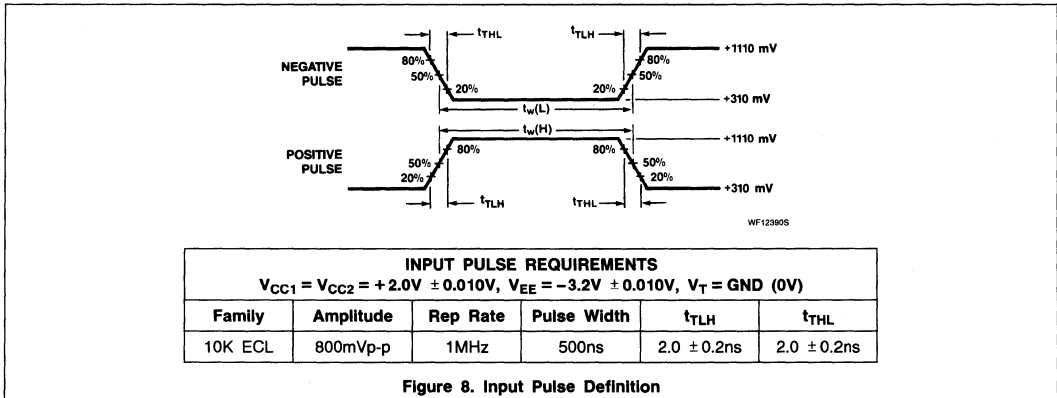 tTHL tTLH +1110 mV
NEGATIVE PULSE 80% 80%
50% 50%
20% 20%
+310 mV
tw(L)
tw(H)
+1110 mV
POSITIVE PULSE 80% 80%
50% 50%
20% 20%
+310 mV
tTLH tTHL
WF12390S
INPUT PULSE REQUIREMENTS
VCC1 = VCC2 = +2.0V ±0.010V, VEE = −3.2V ±0.010V, VT = GND (0V)
Family Amplitude Rep Rate Pulse Width tTLH tTHL
10K ECL 800mVp-p 1MHz 500ns 2.0 ±0.2ns 2.0 ±0.2ns
Figure 8. Input Pulse Definition